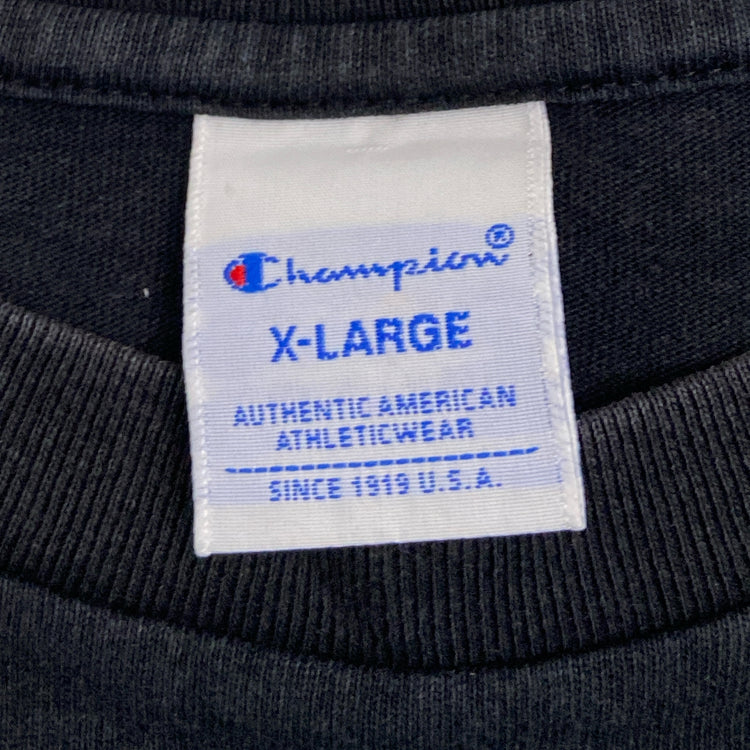 Champion®
X-LARGE
AUTHENTIC AMERICAN
ATHLETICWEAR
SINCE 1919 U.S.A.